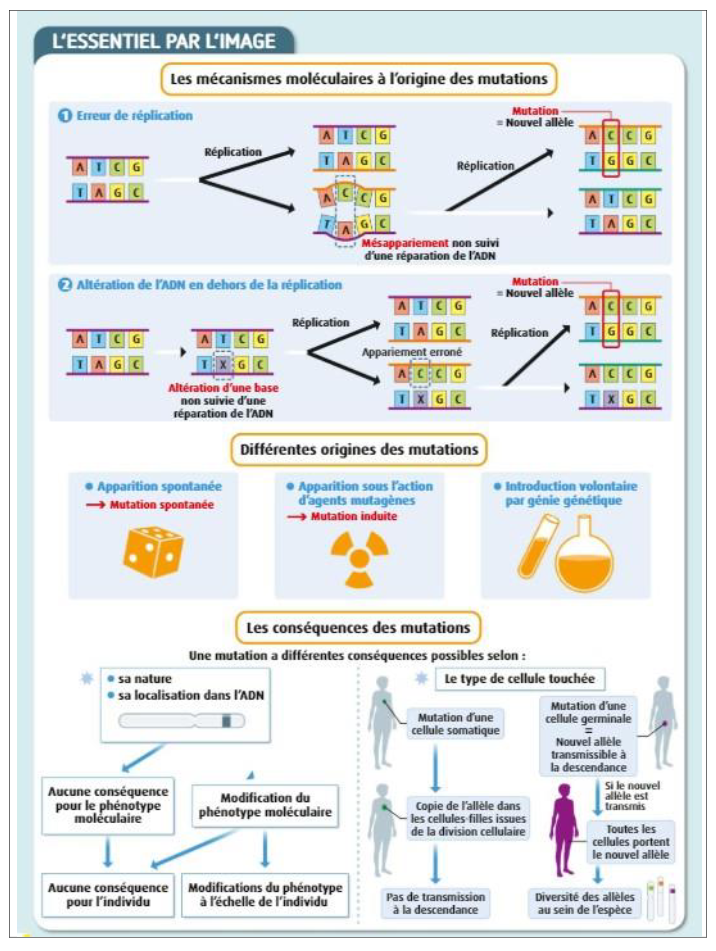 L'ESSENTIEL PAR L'IMAGE
Les mécanismes moléculaires à l'origine des mutations
1 Erreur de réplication
A T C G
T A G C
Réplication
A T C G
T A G C
A C C G
T A G C
Mésappariement non suivi
d'une réparation de l'ADN
Réplication
Mutation
= Nouvel allèle
A C C G
T G G C
A T C G
T A G C
2 Altération de l'ADN en dehors de la réplication
A T C G
T A G C
A T C G
T X G C
Altération d'une base
non suivie d'une
réparation de l'ADN
Réplication
A T C G
T A G C
Appariement erroné
A C C G
T X G C
Réplication
Mutation
= Nouvel allèle
A C C G
T G G C
A C C G
T X G C
Différentes origines des mutations
• Apparition spontanée
→ Mutation spontanée
• Apparition sous l'action
d'agents mutagènes
→ Mutation induite
• Introduction volontaire
par génie génétique
Les conséquences des mutations
Une mutation a différentes conséquences possibles selon :
• sa nature
• sa localisation dans l'ADN
Aucune conséquence
pour le phénotype
moléculaire
Modification du
phénotype moléculaire
Aucune conséquence
pour l'individu
Modifications du phénotype
à l'échelle de l'individu
Le type de cellule touchée
Mutation d'une
cellule somatique
Copie de l'allèle dans
les cellules-filles issues
de la division cellulaire
Pas de transmission
à la descendance
Mutation d'une
cellule germinale
=
Nouvel allèle
transmissible à
la descendance
Si le nouvel
allèle est
transmis
Toutes les
cellules portent
le nouvel allèle
Diversité des allèles
au sein de l'espèce